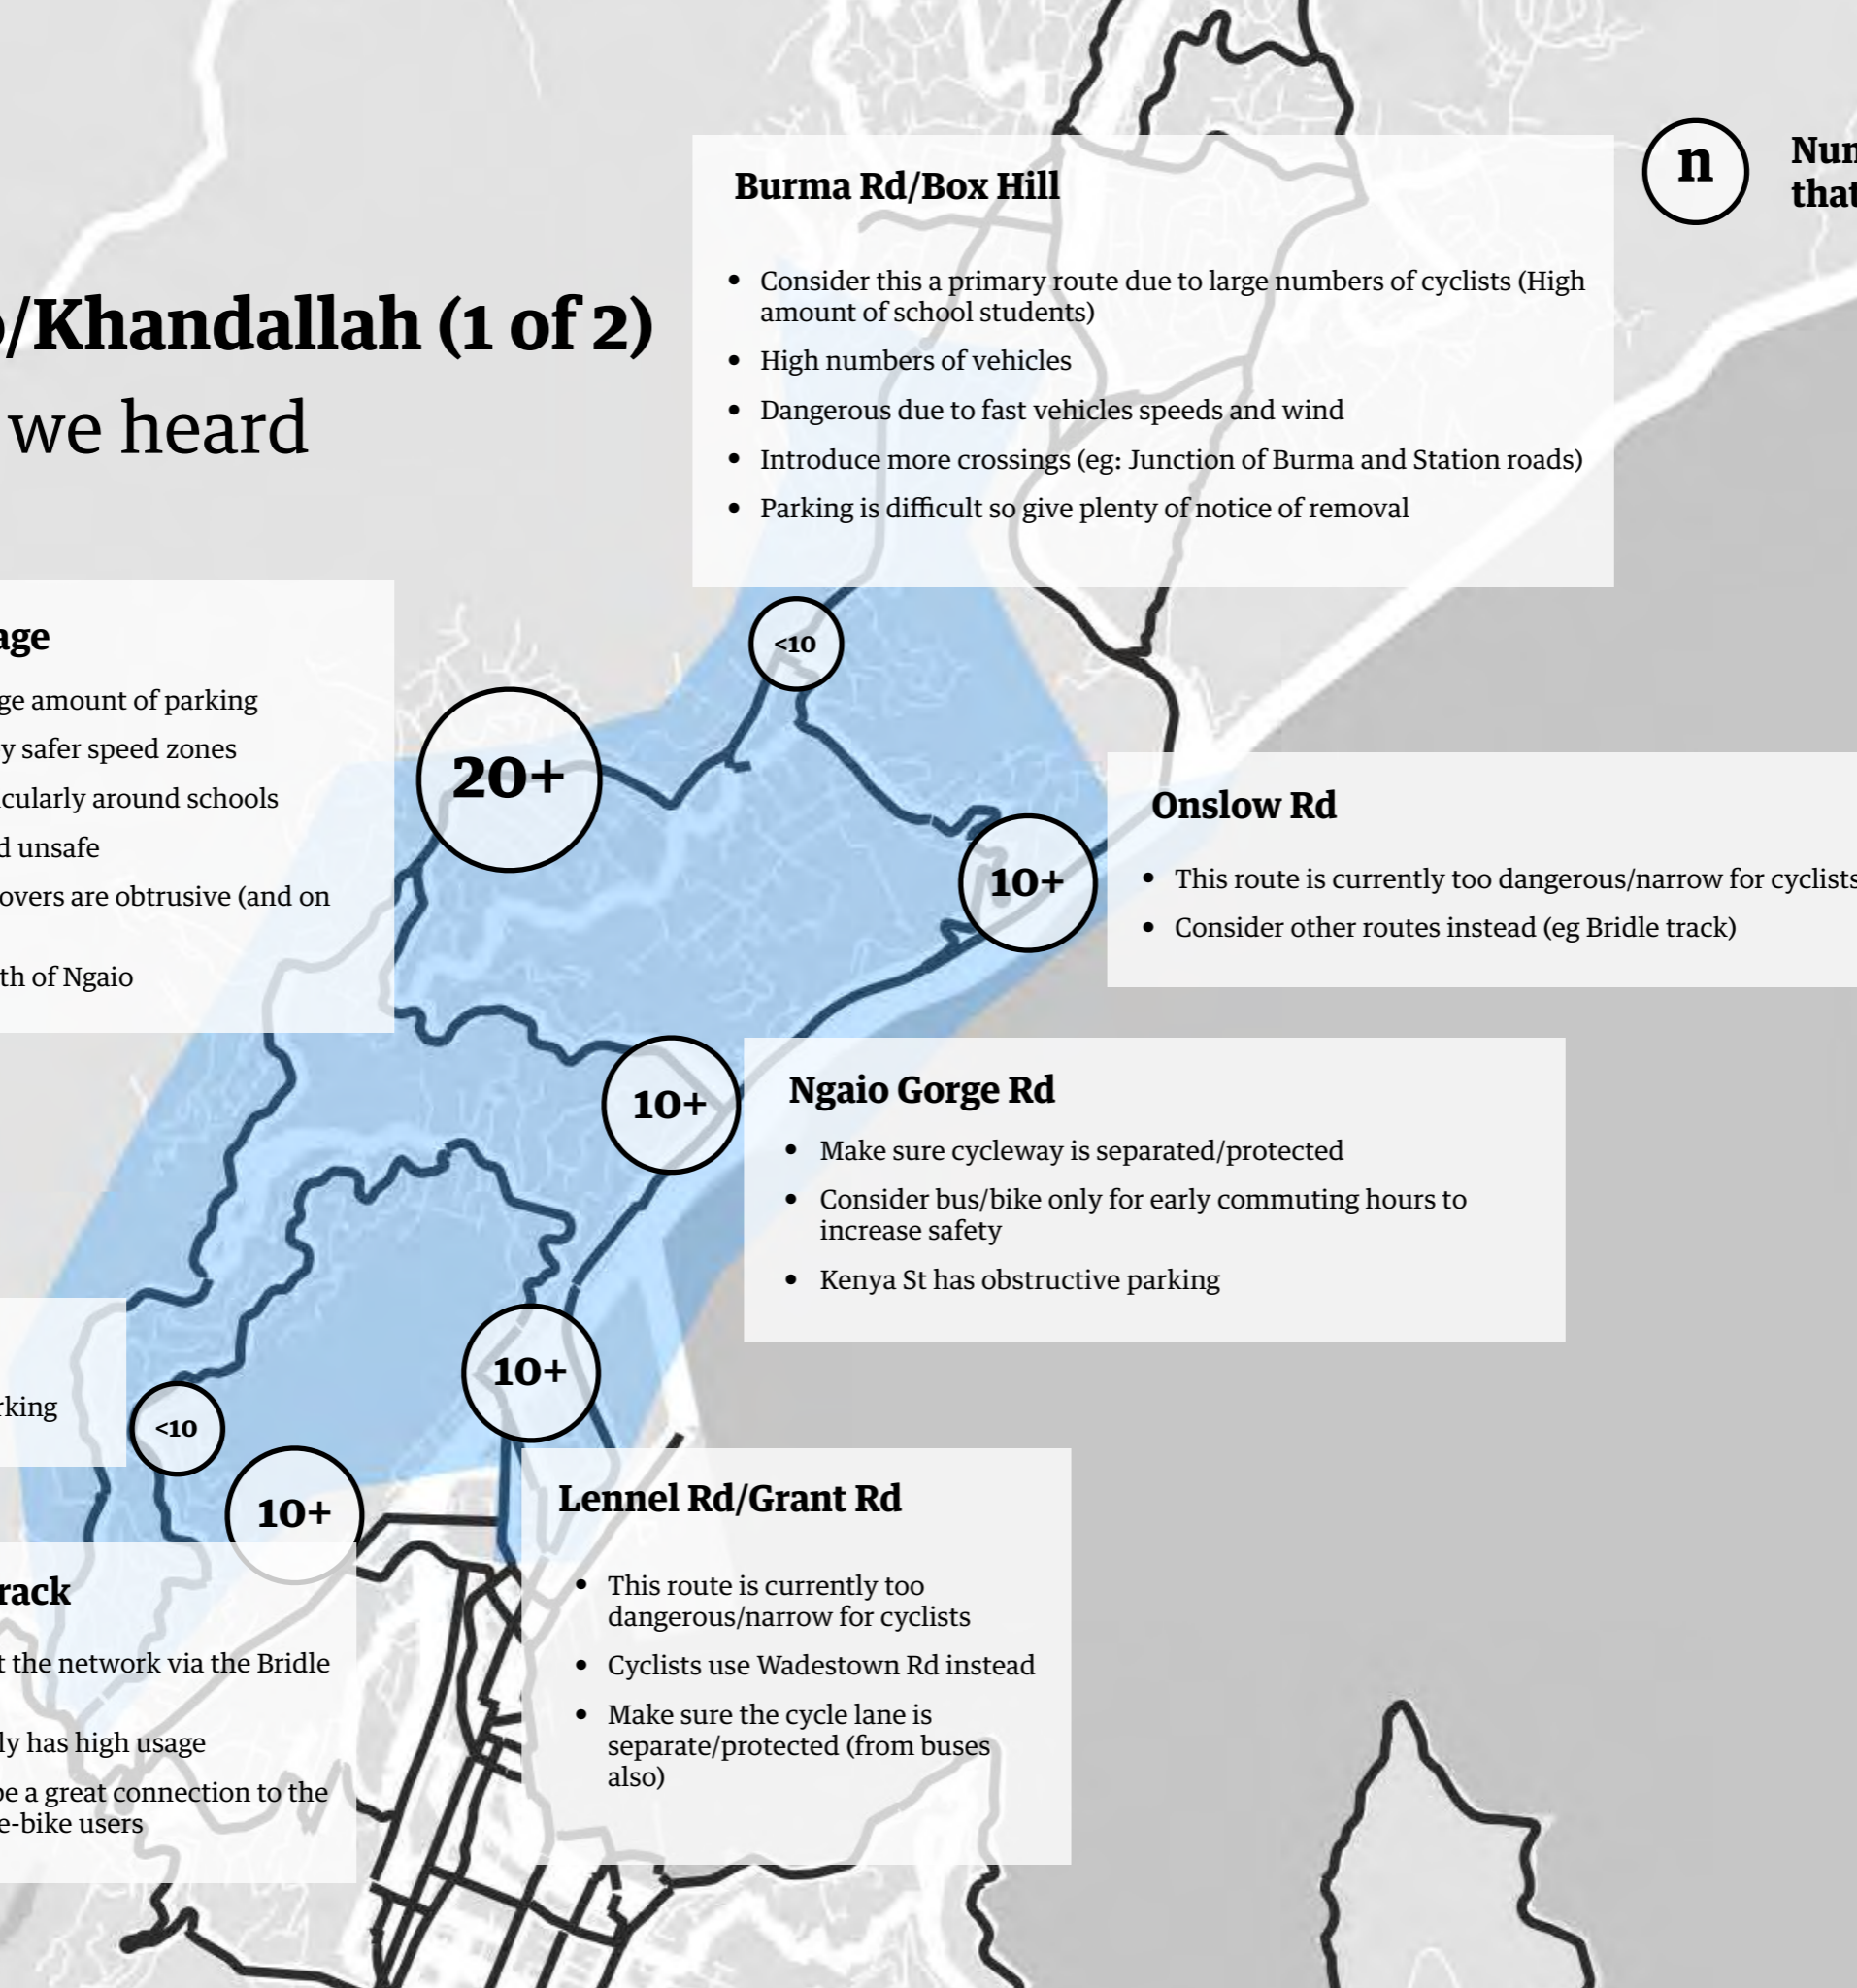 n
that
/Khandallah (1 of 2)
we heard
Burma Rd/Box Hill
• Consider this a primary route due to large numbers of cyclists (High
amount of school students)
• High numbers of vehicles
• Dangerous due to fast vehicles speeds and wind
• Introduce more crossings (eg: Junction of Burma and Station roads)
• Parking is difficult so give plenty of notice of removal
<10
age
ge amount of parking
y safer speed zones
cularly around schools
d unsafe
overs are obtrusive (and on
th of Ngaio
20+
10+
Onslow Rd
• This route is currently too dangerous/narrow for cyclists
• Consider other routes instead (eg Bridle track)
10+
Ngaio Gorge Rd
• Make sure cycleway is separated/protected
• Consider bus/bike only for early commuting hours to
increase safety
• Kenya St has obstructive parking
rking
<10
10+
10+
Lennel Rd/Grant Rd
• This route is currently too
dangerous/narrow for cyclists
• Cyclists use Wadestown Rd instead
• Make sure the cycle lane is
separate/protected (from buses
also)
rack
t the network via the Bridle
ly has high usage
be a great connection to the
e-bike users